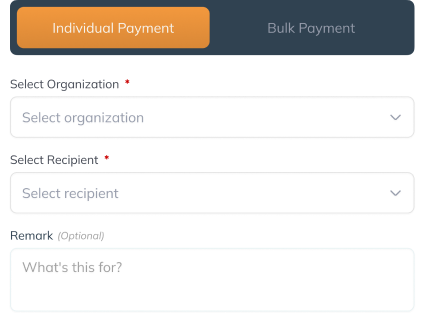 Individual Payment Bulk Payment
Select Organization *
Select organization
Select Recipient *
Select recipient
Remark (Optional)
What's this for?